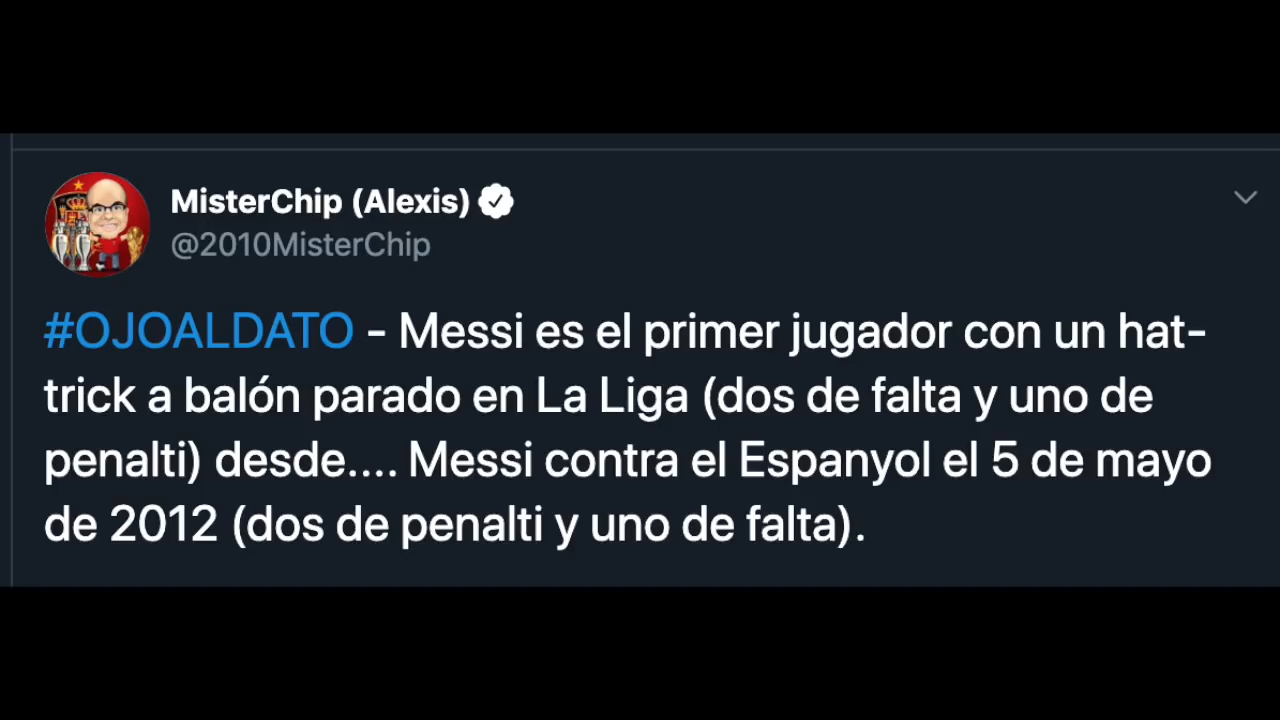 MisterChip (Alexis)
@2010MisterChip
#OJOALDATO - Messi es el primer jugador con un hat-
trick a balón parado en La Liga (dos de falta y uno de
penalti) desde.... Messi contra el Espanyol el 5 de mayo
de 2012 (dos de penalti y uno de falta).